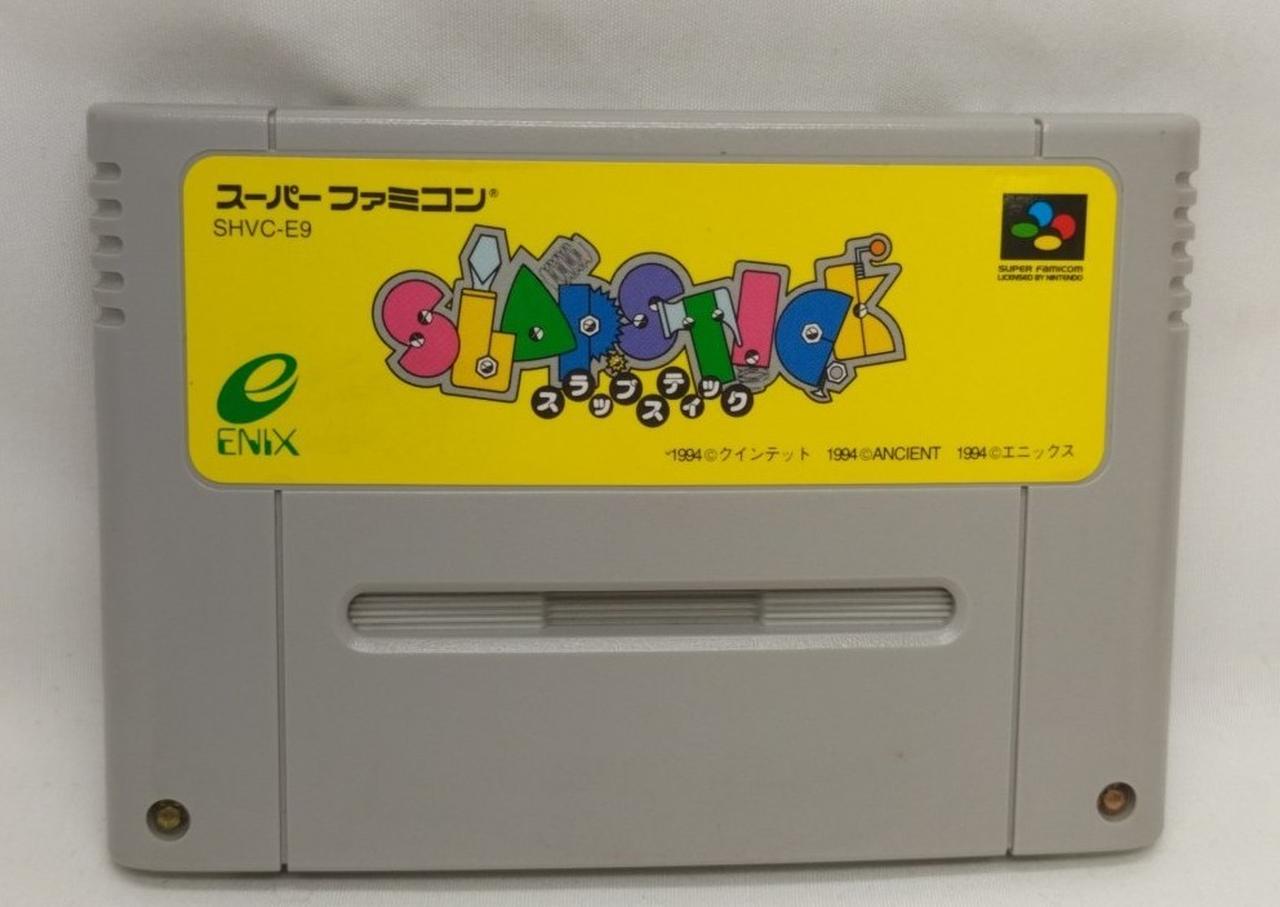 スーパーファミコン®
SHVC-E9
SUPER FAMICOM
LICENSED BY NINTENDO
SLAPSTICK
スラップスティック
ENIX
1994©クインテット 1994©ANCIENT 1994©エニックス